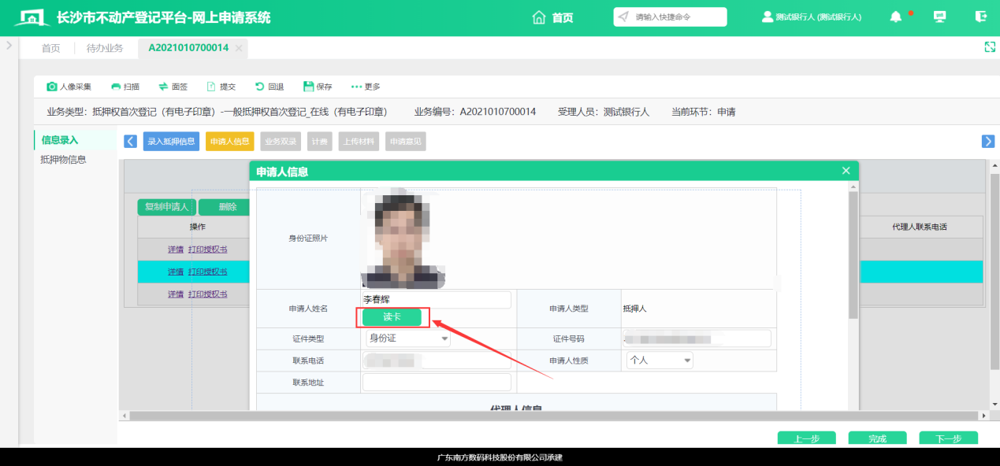 长沙市不动产登记平台-网上申请系统
首页
请输入快捷命令
测试银行人 (测试银行人)
首页
待办业务
A2021010700014
人像采集
扫描
面签
提交
回退
保存
更多
业务类型：抵押权首次登记（有电子印章）-一般抵押权首次登记_在线（有电子印章）
业务编号：A2021010700014
受理人员：测试银行人
当前环节：申请
信息录入
抵押物信息
录入抵押信息
申请人信息
业务双录
计费
上传材料
申请意见
申请人信息
复制申请人
删除
操作
代理人联系电话
详情 打印授权书
详情 打印授权书
详情 打印授权书
身份证照片
申请人姓名
李春辉
读卡
申请人类型
抵押人
证件类型
身份证
证件号码
联系电话
申请人性质
个人
联系地址
代理人信息
上一步
完成
下一步
广东南方数码科技股份有限公司承建